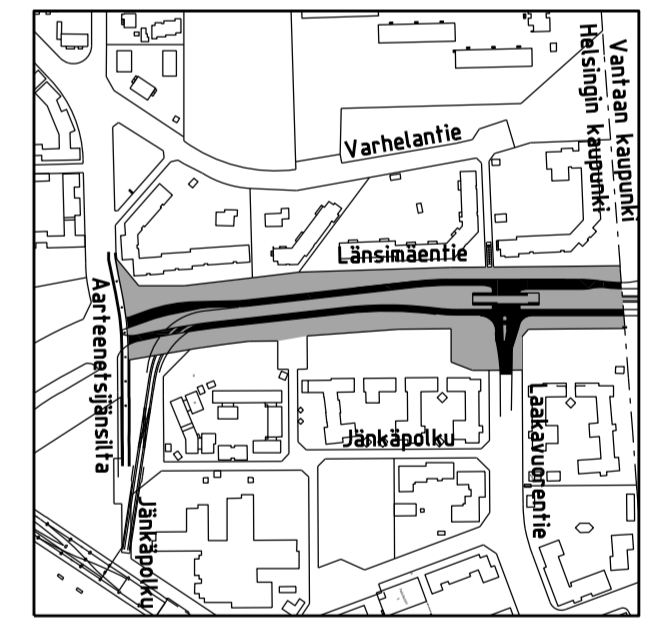 Vantaan kaupunki
Helsingin kaupunki
Varhelantie
Länsimäentie
Aarteenetsijänsilta
Jänkäpolku
Laakavuorentie
Jänkäpolku